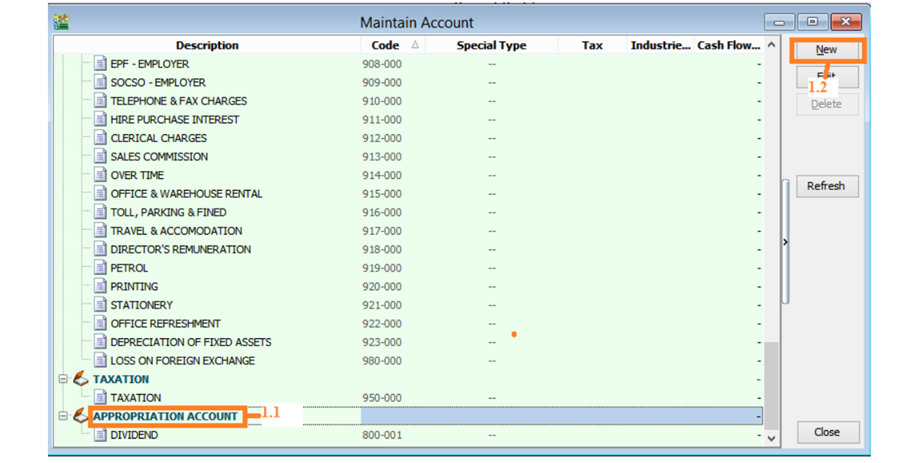 Maintain Account
Description Code Special Type Tax Industrie... Cash Flow...
EPF - EMPLOYER 908-000 -- -
SOCSO - EMPLOYER 909-000 -- -
TELEPHONE & FAX CHARGES 910-000 -- -
HIRE PURCHASE INTEREST 911-000 -- -
CLERICAL CHARGES 912-000 -- -
SALES COMMISSION 913-000 -- -
OVER TIME 914-000 -- -
OFFICE & WAREHOUSE RENTAL 915-000 -- -
TOLL, PARKING & FINED 916-000 -- -
TRAVEL & ACCOMODATION 917-000 -- -
DIRECTOR'S REMUNERATION 918-000 -- -
PETROL 919-000 -- -
PRINTING 920-000 -- -
STATIONERY 921-000 -- -
OFFICE REFRESHMENT 922-000 -- -
DEPRECIATION OF FIXED ASSETS 923-000 -- -
LOSS ON FOREIGN EXCHANGE 980-000 -- -
TAXATION -
TAXATION 950-000 -- -
APPROPRIATION ACCOUNT 1.1 -
DIVIDEND 800-001 -- -
New
1.2
Delete
Refresh
Close